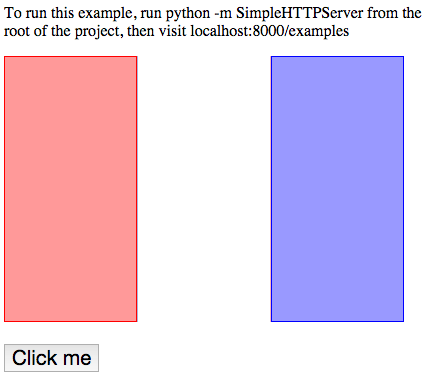 To run this example, run python -m SimpleHTTPServer from the
root of the project, then visit localhost:8000/examples
Click me